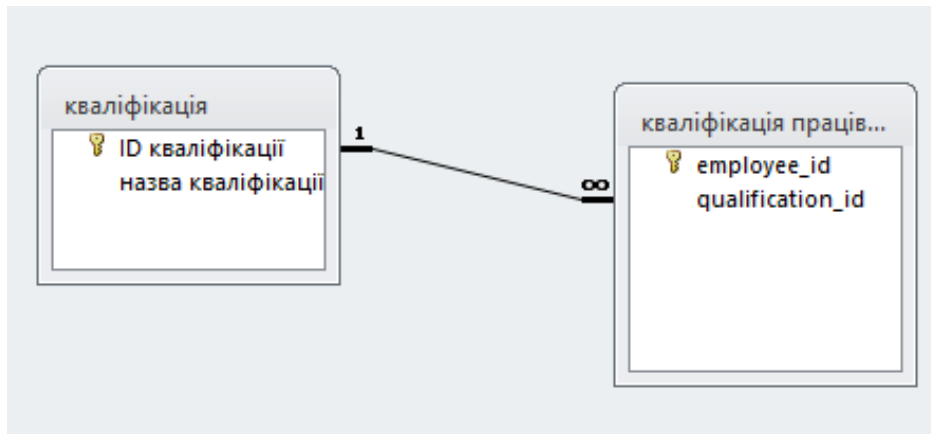 кваліфікація
ID кваліфікації
назва кваліфікації
1
∞
кваліфікація праців...
employee_id
qualification_id